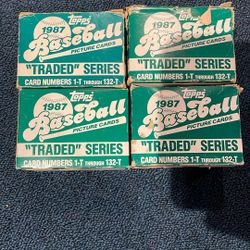 Topps
1987
Baseball
PICTURE CARDS
"TRADED" SERIES
CARD NUMBERS 1-T THROUGH 132-T
Topps
1987
Baseball
PICTURE CARDS
"TRADED" SERIES
CARD NUMBERS 1-T THROUGH 132-T
Topps
1987
Baseball
PICTURE CARDS
"TRADED" SERIES
CARD NUMBERS 1-T THROUGH 132-T
Topps
1987
Baseball
PICTURE CARDS
"TRADED" SERIES
CARD NUMBERS 1-T THROUGH 132-T